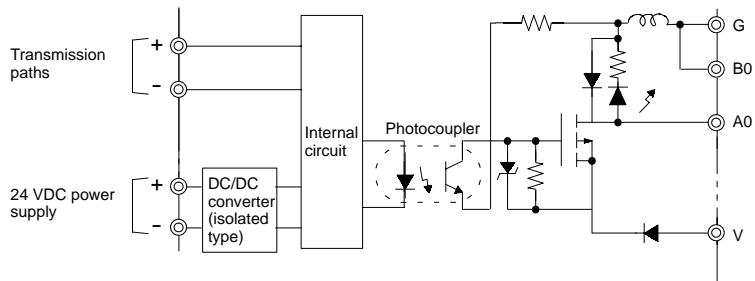 Transmission
paths
+
−
24 VDC power
supply
+
−
DC/DC
converter
(isolated
type)
Internal
circuit
Photocoupler
G
B0
A0
V